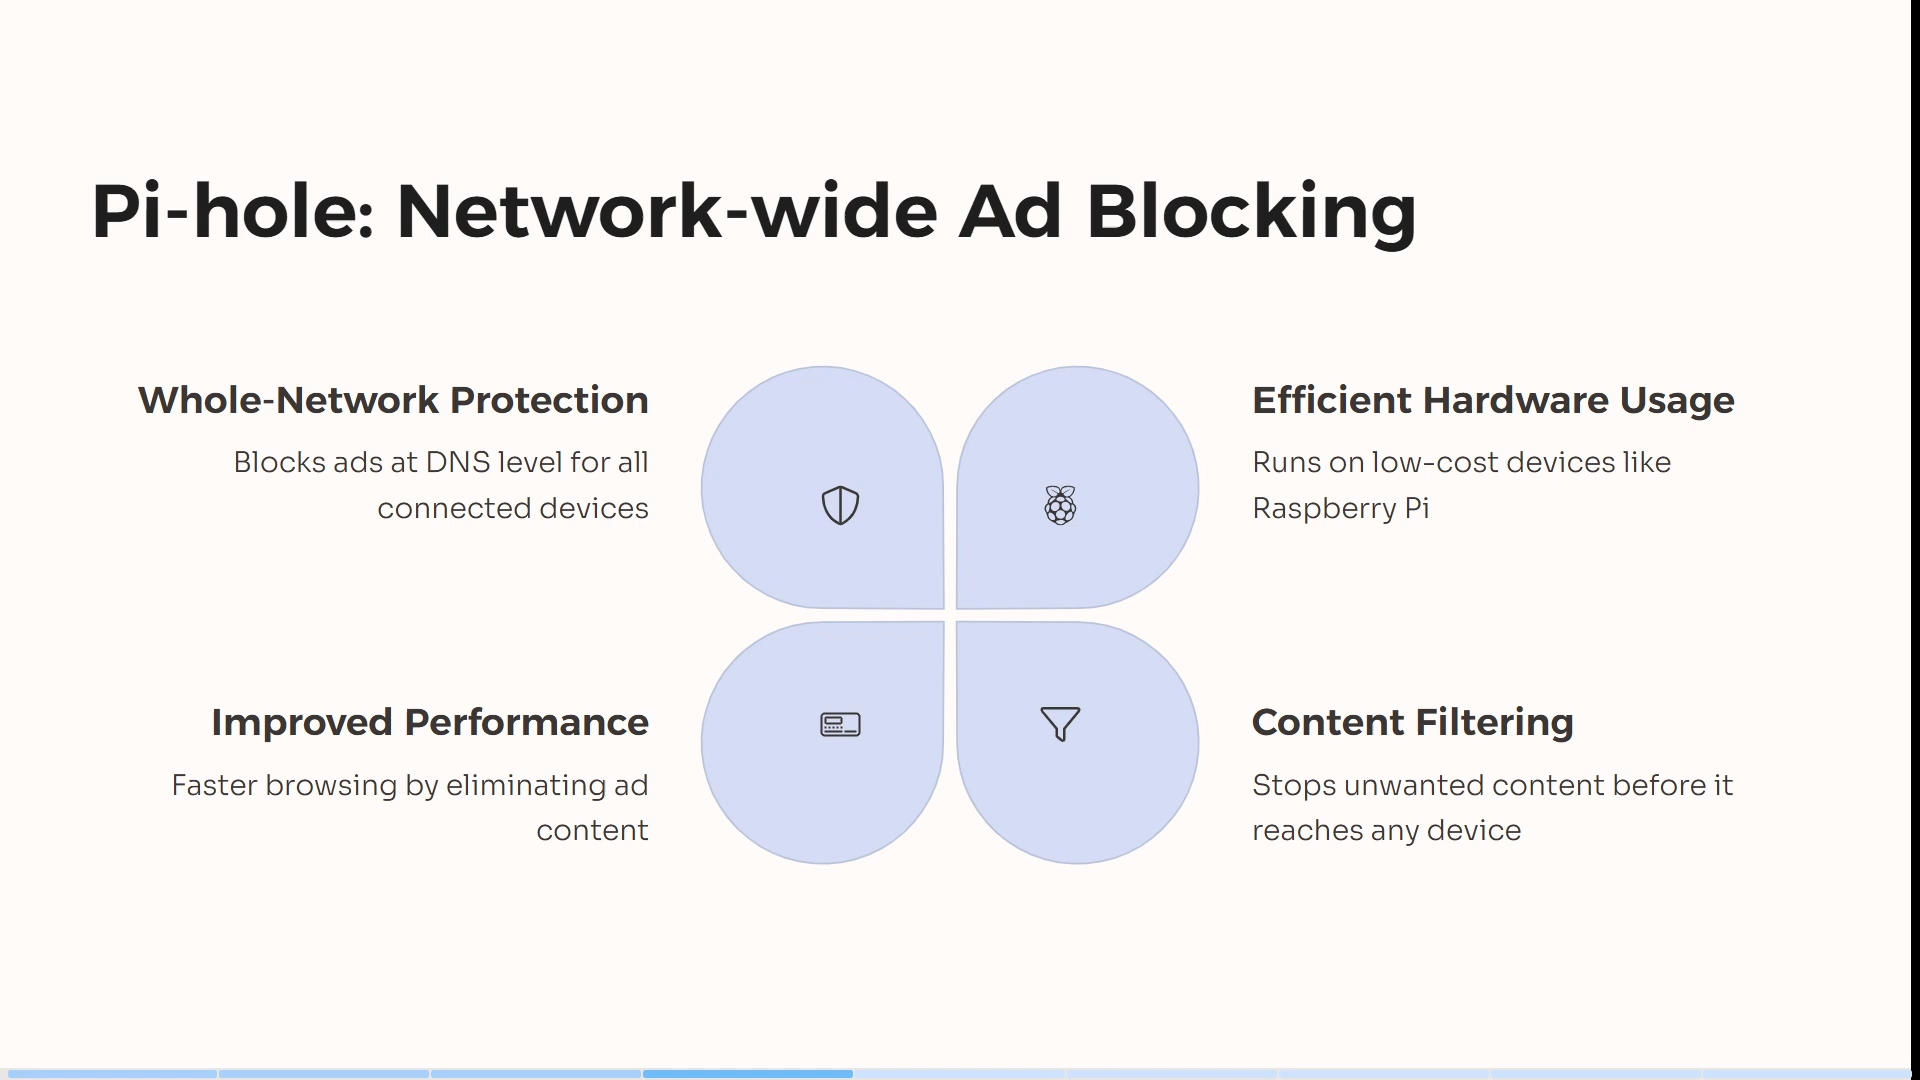 Pi-hole: Network-wide Ad Blocking
Whole-Network Protection
Blocks ads at DNS level for all
connected devices
Efficient Hardware Usage
Runs on low-cost devices like
Raspberry Pi
Improved Performance
Faster browsing by eliminating ad
content
Content Filtering
Stops unwanted content before it
reaches any device